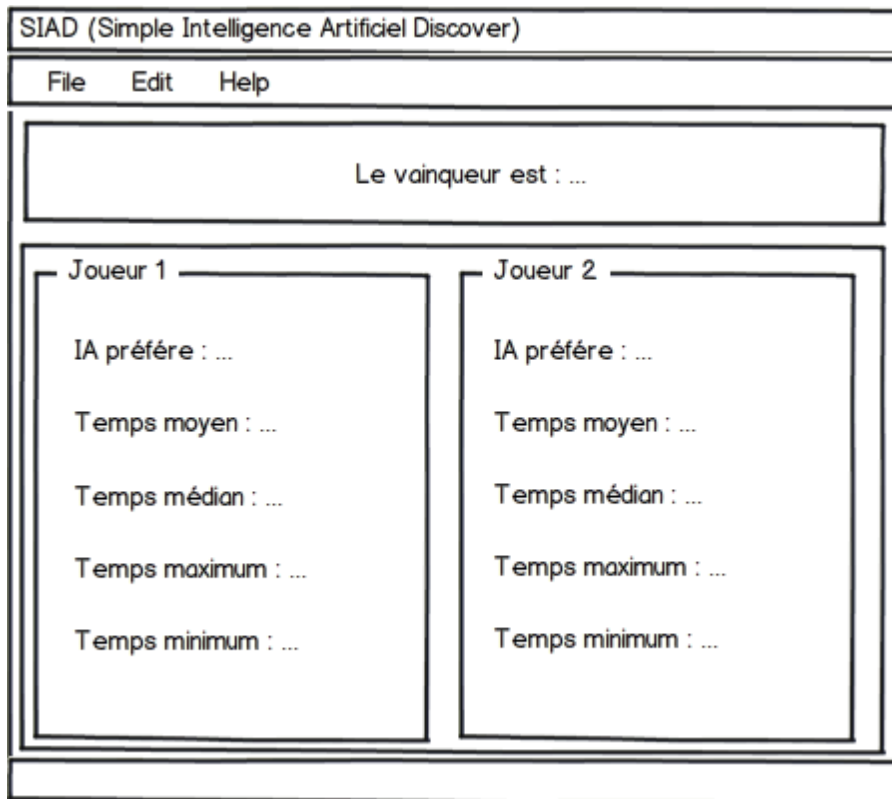 SIAD (Simple Intelligence Artificiel Discover)
File Edit Help
Le vainqueur est : ...
Joueur 1
IA préfére : ...
Temps moyen : ...
Temps médian : ...
Temps maximum : ...
Temps minimum : ...
Joueur 2
IA préfére : ...
Temps moyen : ...
Temps médian : ...
Temps maximum : ...
Temps minimum : ...